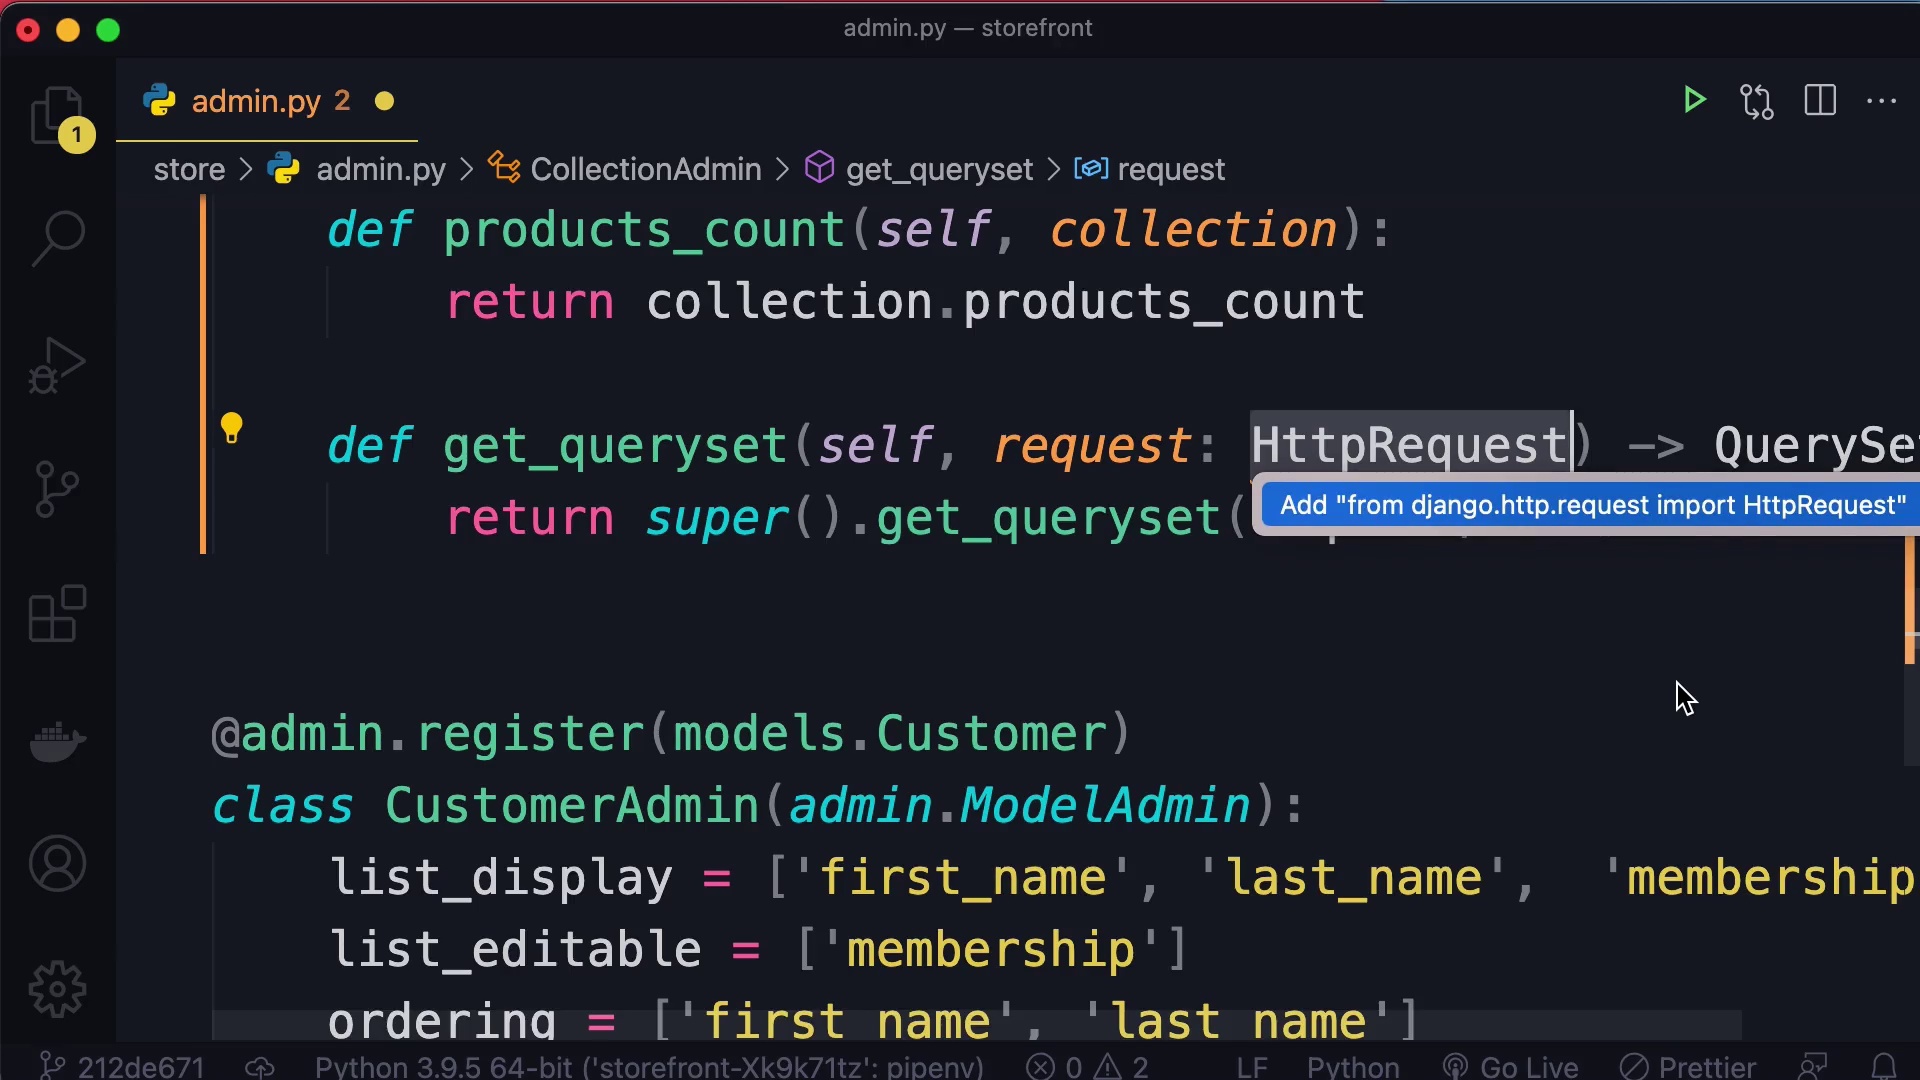 admin.py — storefront
admin.py 2
1
store > admin.py > CollectionAdmin > get_queryset > request
def products_count(self, collection):
return collection.products_count
def get_queryset(self, request: HttpRequest) -> QuerySe
return super().get_queryset(
Add "from django.http.request import HttpRequest"
@admin.register(models.Customer)
class CustomerAdmin(admin.ModelAdmin):
list_display = ['first_name', 'last_name', 'membership
list_editable = ['membership']
ordering = ['first_name', 'last_name']
212de671 Python 3.9.5 64-bit ('storefront-Xk9k71tz': pipenv) 0 2 LF Python Go Live Prettier